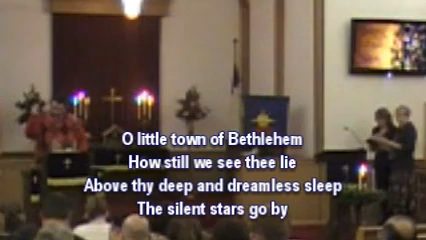 O little town of Bethlehem
How still we see thee lie
Above thy deep and dreamless sleep
The silent stars go by